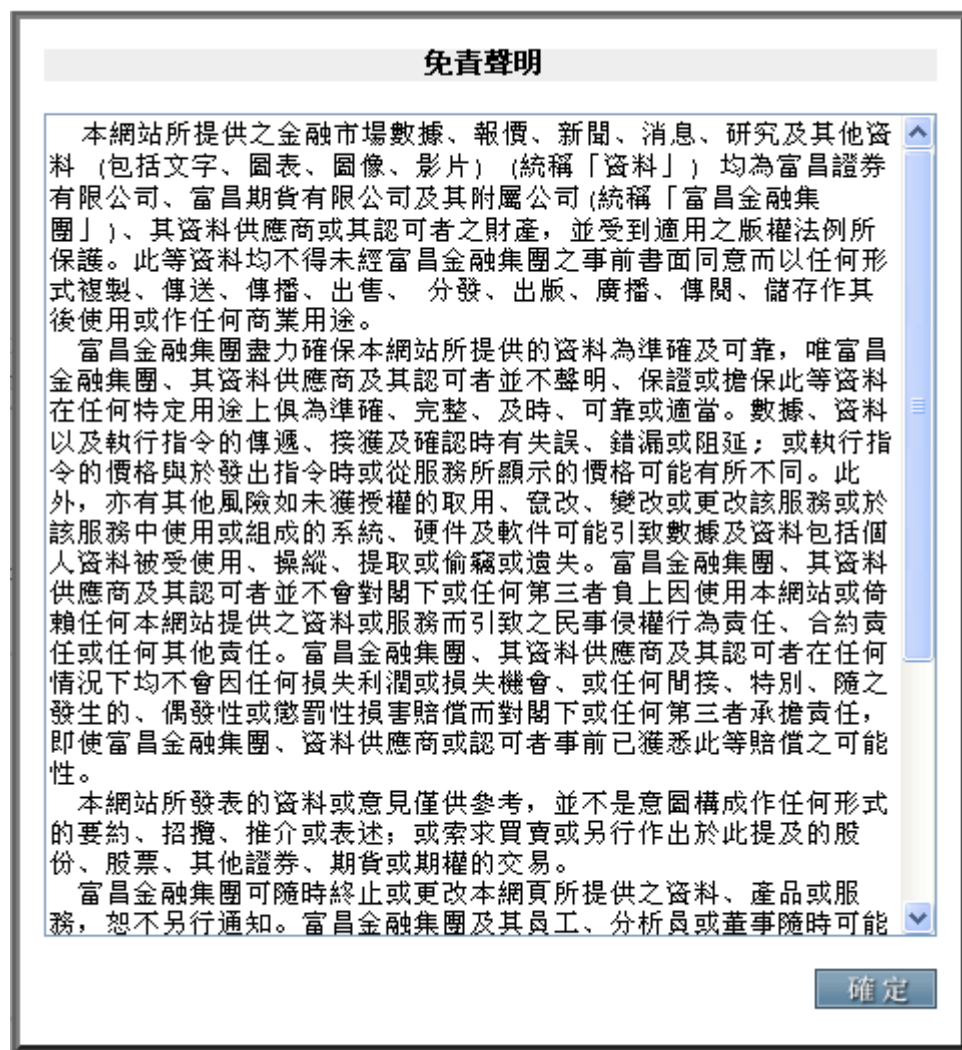 免責聲明
本網站所提供之金融市場數據、報價、新聞、消息、研究及其他資
料 (包括文字、圖表、圖像、影片) (統稱「資料」) 均為富昌證券
有限公司、富昌期貨有限公司及其附屬公司(統稱「富昌金融集
團」)、其資料供應商或其認可者之財產，並受到適用之版權法例所
保護。此等資料均不得未經富昌金融集團之事前書面同意而以任何形
式複製、傳送、傳播、出售、 分發、出版、廣播、傳閱、儲存作其
後使用或作任何商業用途。
富昌金融集團盡力確保本網站所提供的資料為準確及可靠，唯富昌
金融集團、其資料供應商及其認可者並不聲明、保證或擔保此等資料
在任何特定用途上俱為準確、完整、及時、可靠或適當。數據、資料
以及執行指令的傳遞、接獲及確認時有失誤、錯漏或阻延；或執行指
令的價格與於發出指令時或從服務所顯示的價格可能有所不同。此
外，亦有其他風險如未獲授權的取用、竄改、變改或更改該服務或於
該服務中使用或組成的系統、硬件及軟件可能引致數據及資料包括個
人資料被受使用、操縱、提取或偷竊或遺失。富昌金融集團、其資料
供應商及其認可者並不會對閣下或任何第三者負上因使用本網站或倚
賴任何本網站提供之資料或服務而引致之民事侵權行為責任、合約責
任或任何其他責任。富昌金融集團、其資料供應商及其認可者在任何
情況下均不會因任何損失利潤或損失機會、或任何間接、特別、隨之
發生的、偶發性或懲罰性損害賠償而對閣下或任何第三者承擔責任，
即使富昌金融集團、資料供應商或認可者事前已獲悉此等賠償之可能
性。
本網站所發表的資料或意見僅供參考，並不是意圖構成作任何形式
的要約、招攬、推介或表述；或索求買賣或另行作出於此提及的股
份、股票、其他證券、期貨或期權的交易。
富昌金融集團可隨時終止或更改本網頁所提供之資料、產品或服
務，恕不另行通知。富昌金融集團及其員工、分析員或董事隨時可能
確定